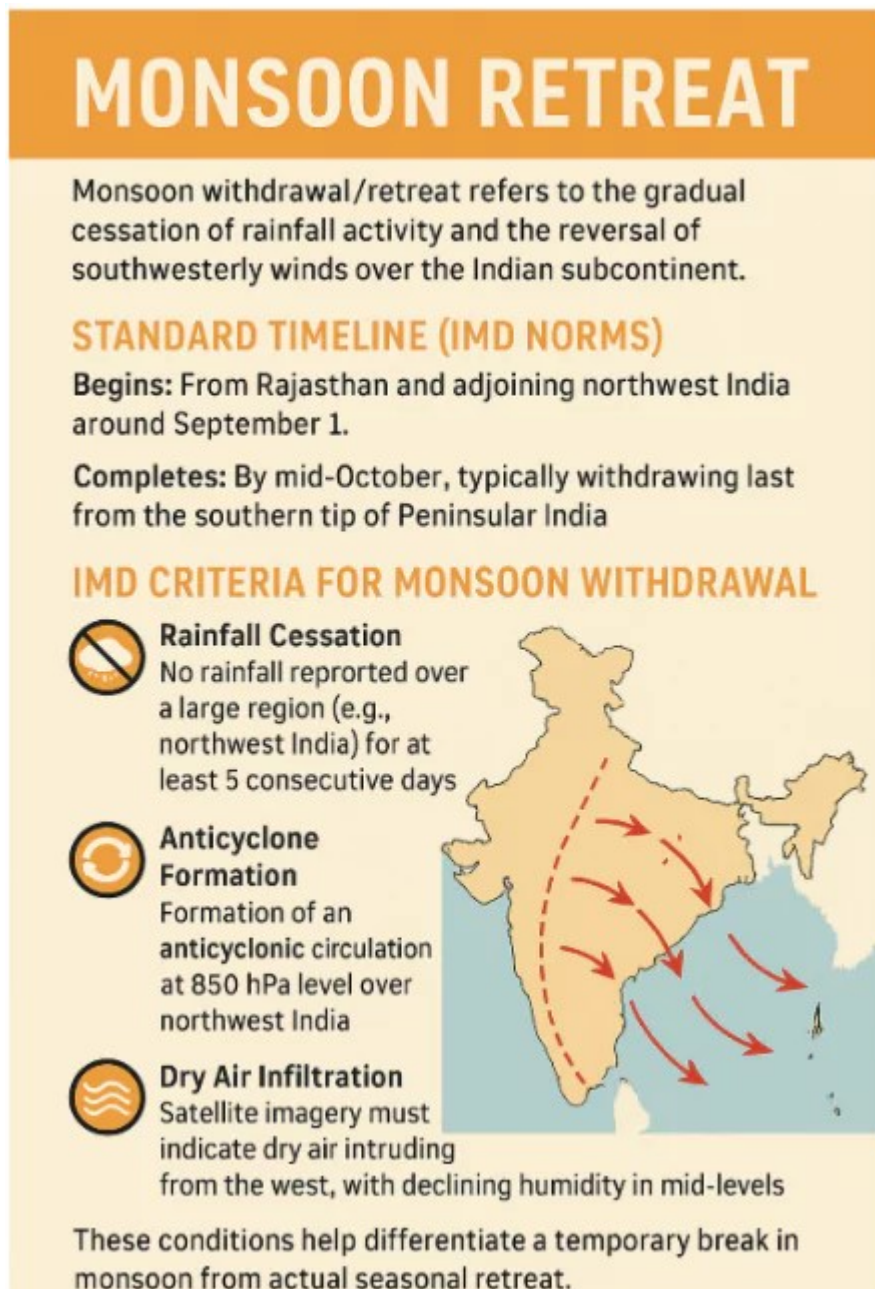 MONSOON RETREAT
Monsoon withdrawal/retreat refers to the gradual
cessation of rainfall activity and the reversal of
southwesterly winds over the Indian subcontinent.
STANDARD TIMELINE (IMD NORMS)
Begins: From Rajasthan and adjoining northwest India
around September 1.
Completes: By mid-October, typically withdrawing last
from the southern tip of Peninsular India
IMD CRITERIA FOR MONSOON WITHDRAWAL
Rainfall Cessation
No rainfall reprorted over
a large region (e.g.,
northwest India) for at
least 5 consecutive days
Anticyclone
Formation
Formation of an
anticyclonic circulation
at 850 hPa level over
northwest India
Dry Air Infiltration
Satellite imagery must
indicate dry air intruding
from the west, with declining humidity in mid-levels
These conditions help differentiate a temporary break in
monsoon from actual seasonal retreat.